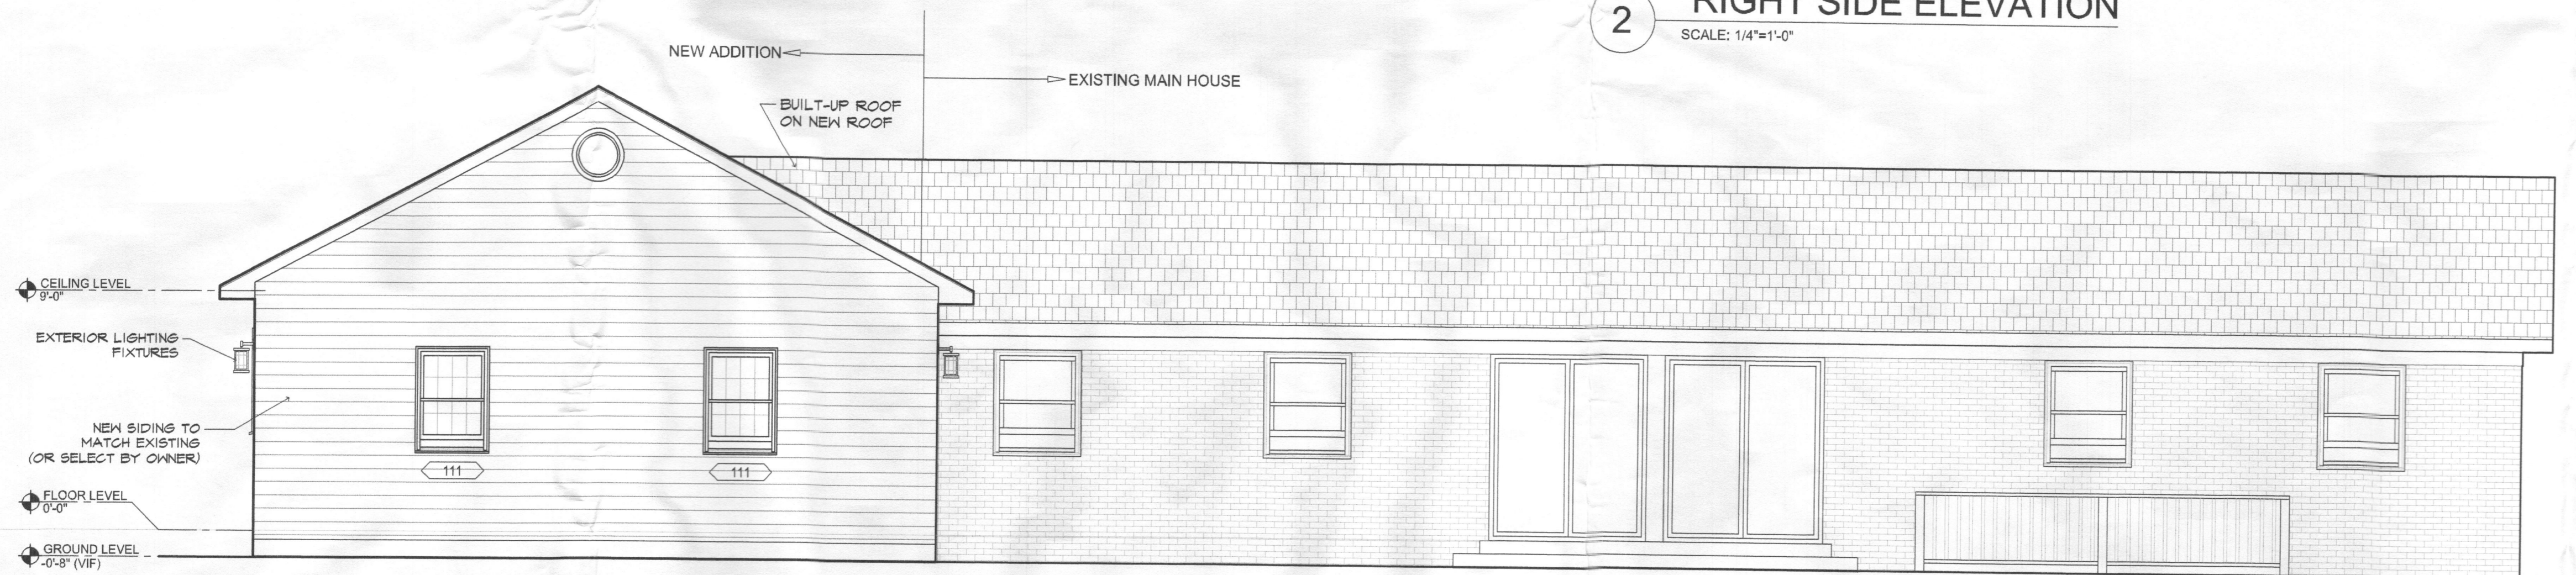 2
RIGHT SIDE ELEVATION
SCALE: 1/4"=1'-0"
NEW ADDITION
EXISTING MAIN HOUSE
BUILT-UP ROOF
ON NEW ROOF
CEILING LEVEL
9'-0"
EXTERIOR LIGHTING
FIXTURES
NEW SIDING TO
MATCH EXISTING
(OR SELECT BY OWNER)
111
111
FLOOR LEVEL
0'-0"
GROUND LEVEL
-0'-8" (VIF)